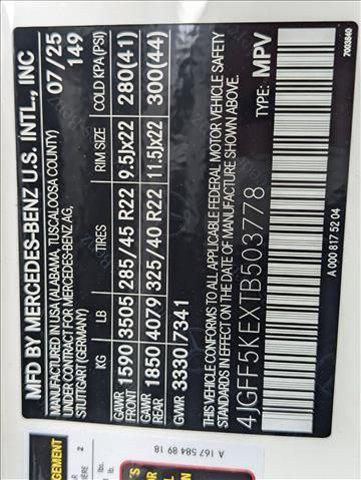 MFD BY MERCEDES-BENZ U.S. INTL., INC
MANUFACTURED IN USA (ALABAMA, TUSCALOOSA COUNTY) 07/25
UNDER CONTRACT FOR MERCEDES-BENZ AG, 149
STUTTGART (GERMANY)
KG LB TIRES RIM SIZE COLD KPA (PSI)
GAWR FRONT 1590 3505 285/45 R22 9,5Jx22 280(41)
GAWR REAR 1850 4079 325/40 R22 11,5Jx22 300(44)
GVWR 3330 7341
THIS VEHICLE CONFORMS TO ALL APPLICABLE FEDERAL MOTOR VEHICLE SAFETY
STANDARDS IN EFFECT ON THE DATE OF MANUFACTURE SHOWN ABOVE.
4JGFF5KEXTB503778 TYPE: MPV
A 000 817 52 04
7003840
A 167 584 89 18